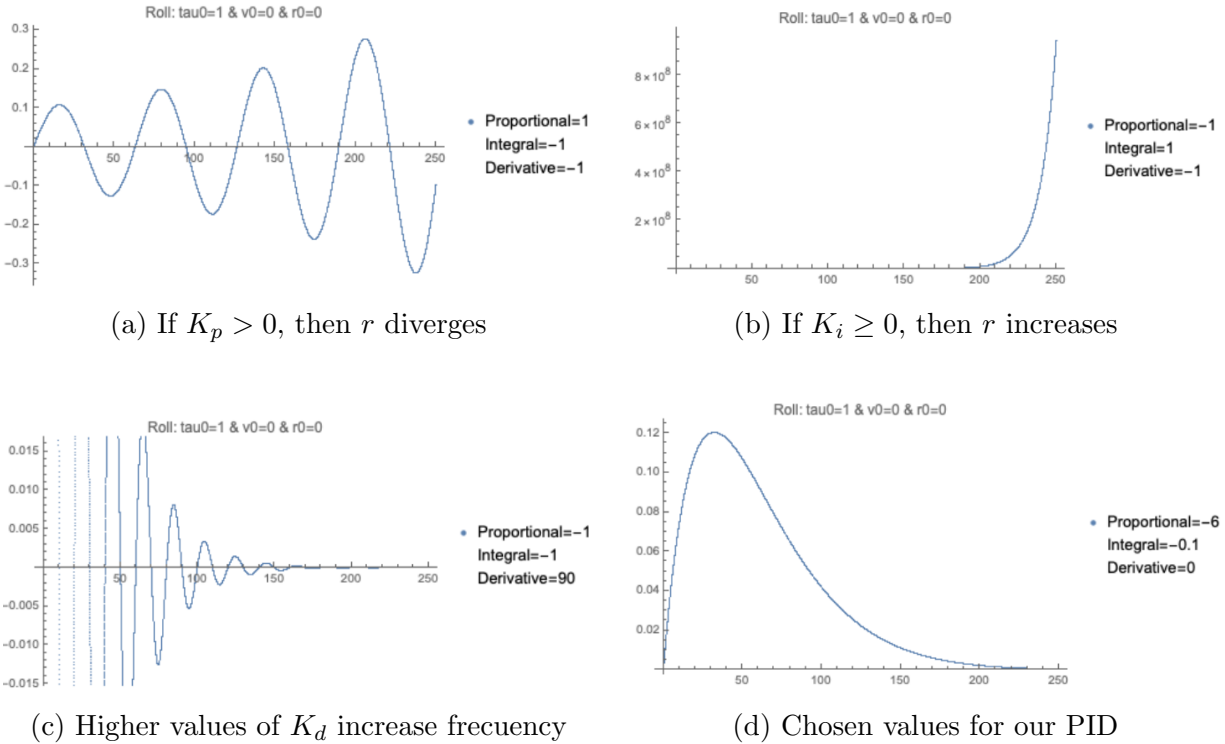 Roll: tau0=1 & v0=0 & r0=0
0.3
0.2
0.1
50 100 150 200 250
−0.1
−0.2
−0.3
Proportional=1
Integral=−1
Derivative=−1
(a) If K_p > 0, then r diverges
Roll: tau0=1 & v0=0 & r0=0
8×10^8
6×10^8
4×10^8
2×10^8
50 100 150 200 250
Proportional=−1
Integral=1
Derivative=−1
(b) If K_i ≥ 0, then r increases
Roll: tau0=1 & v0=0 & r0=0
0.015
0.010
0.005
50 100 150 200 250
−0.005
−0.010
−0.015
Proportional=−1
Integral=−1
Derivative=90
(c) Higher values of K_d increase frecuency
Roll: tau0=1 & v0=0 & r0=0
0.12
0.10
0.08
0.06
0.04
0.02
50 100 150 200 250
Proportional=−6
Integral=−0.1
Derivative=0
(d) Chosen values for our PID